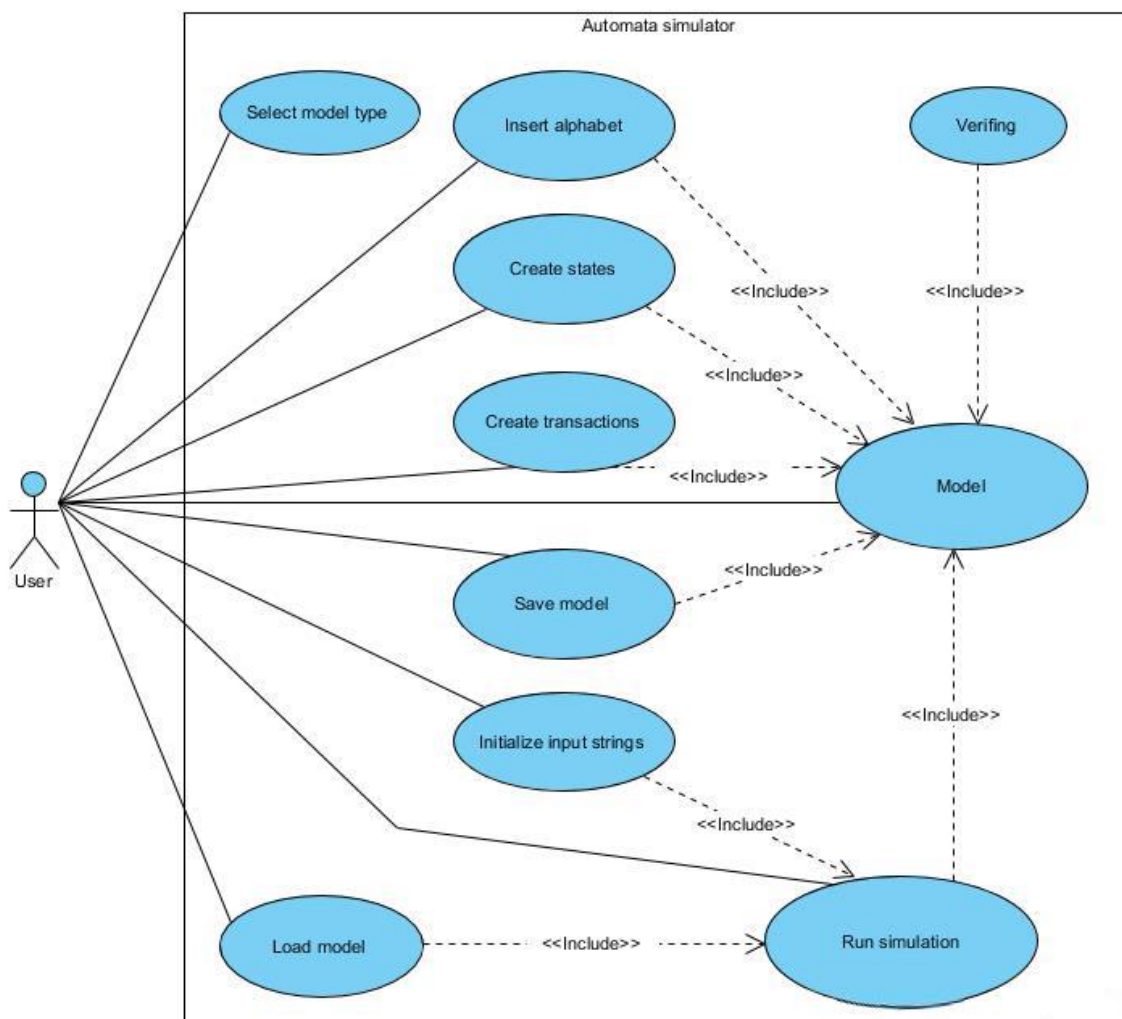 Automata simulator
Select model type
Insert alphabet
Verifing
Create states
<<Include>>
<<Include>>
<<Include>>
Create transactions
<<Include>>
Model
User
Save model
<<Include>>
<<Include>>
Initialize input strings
<<Include>>
Load model
<<Include>>
Run simulation